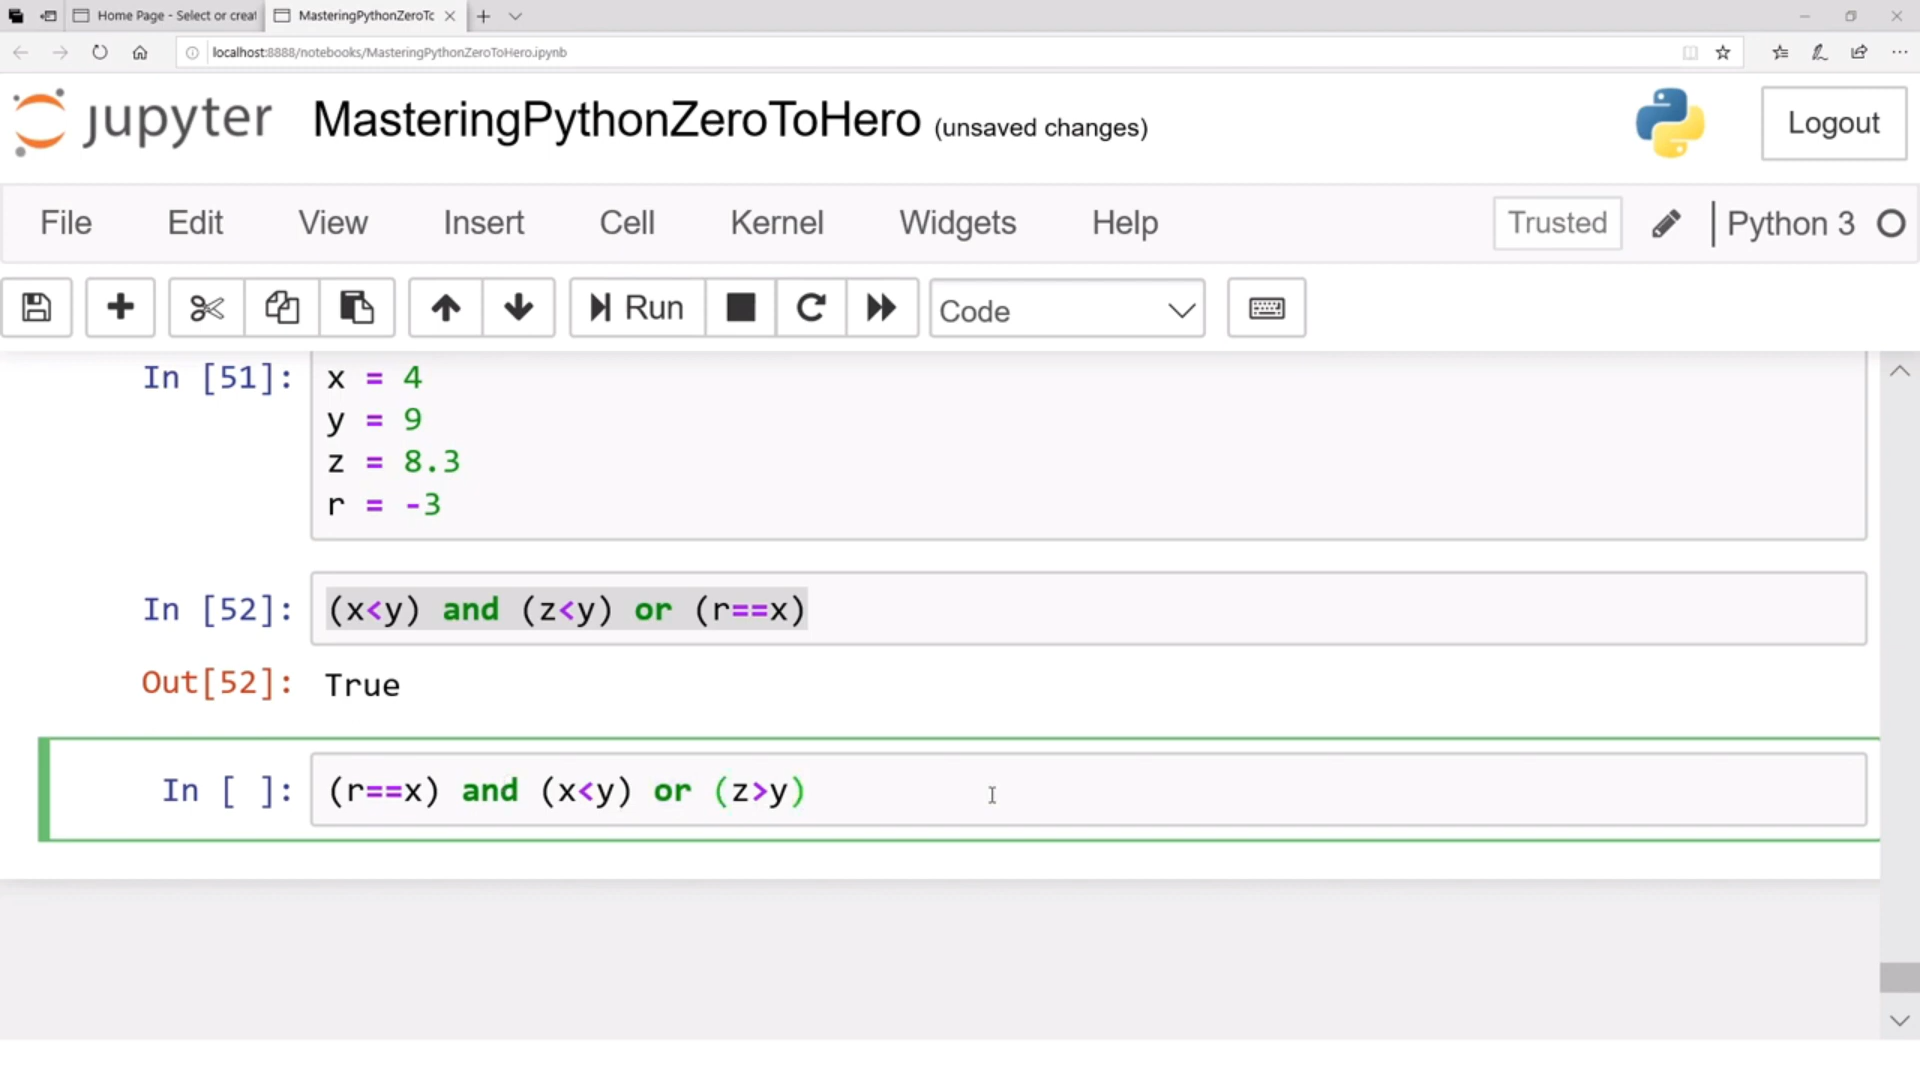 Home Page - Select or creat
MasteringPythonZeroTo
localhost:8888/notebooks/MasteringPythonZeroToHero.ipynb
jupyter MasteringPythonZeroToHero (unsaved changes) Logout
File Edit View Insert Cell Kernel Widgets Help Trusted Python 3
Run Code
In [51]: x = 4
y = 9
z = 8.3
r = -3
In [52]: (x<y) and (z<y) or (r==x)
Out[52]: True
In [ ]: (r==x) and (x<y) or (z>y)